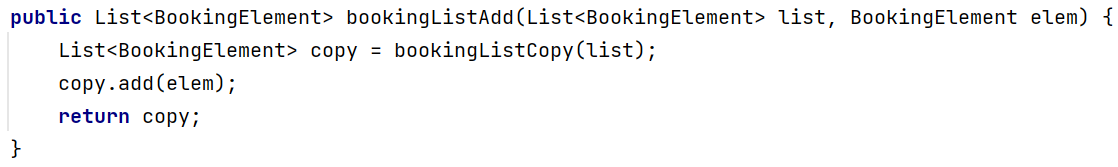 public List<BookingElement> bookingListAdd(List<BookingElement> list, BookingElement elem) {
    List<BookingElement> copy = bookingListCopy(list);
    copy.add(elem);
    return copy;
}